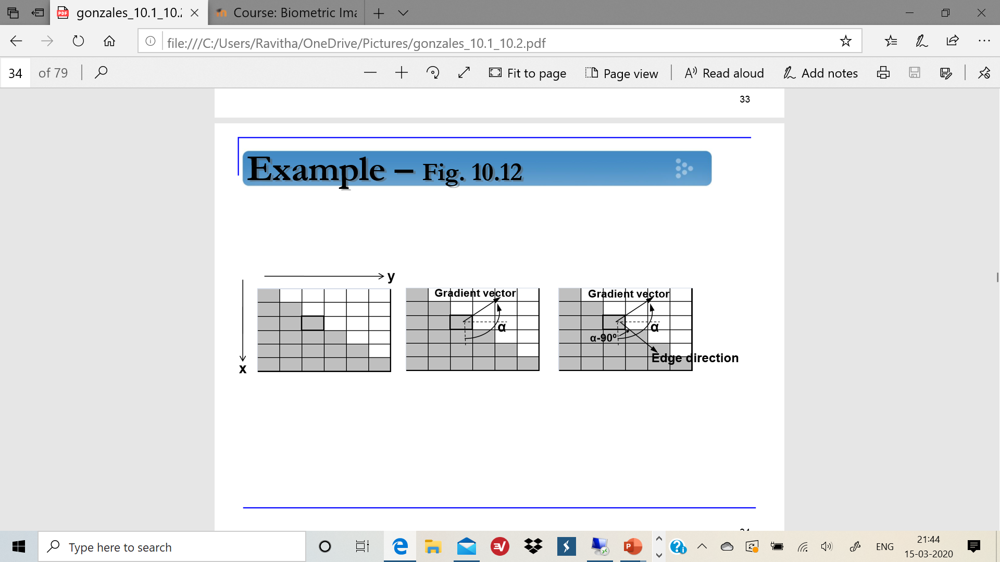 gonzales_10.1_10.2
Course: Biometric Ima
file:///C:/Users/Ravitha/OneDrive/Pictures/gonzales_10.1_10.2.pdf
34 of 79
Fit to page
Page view
Read aloud
Add notes
33
Example – Fig. 10.12
y
x
Gradient vector
α
Gradient vector
α
α-90º
Edge direction
Type here to search
ENG
21:44
15-03-2020